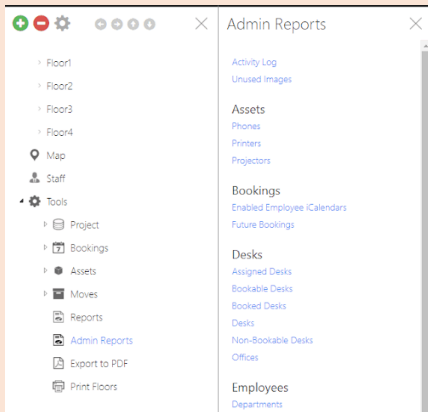 Floor1
Floor2
Floor3
Floor4
Map
Staff
Tools
Project
7 Bookings
Assets
Moves
Reports
Admin Reports
Export to PDF
Print Floors
Admin Reports
Activity Log
Unused Images
Assets
Phones
Printers
Projectors
Bookings
Enabled Employee iCalendars
Future Bookings
Desks
Assigned Desks
Bookable Desks
Booked Desks
Desks
Non-Bookable Desks
Offices
Employees
Departments